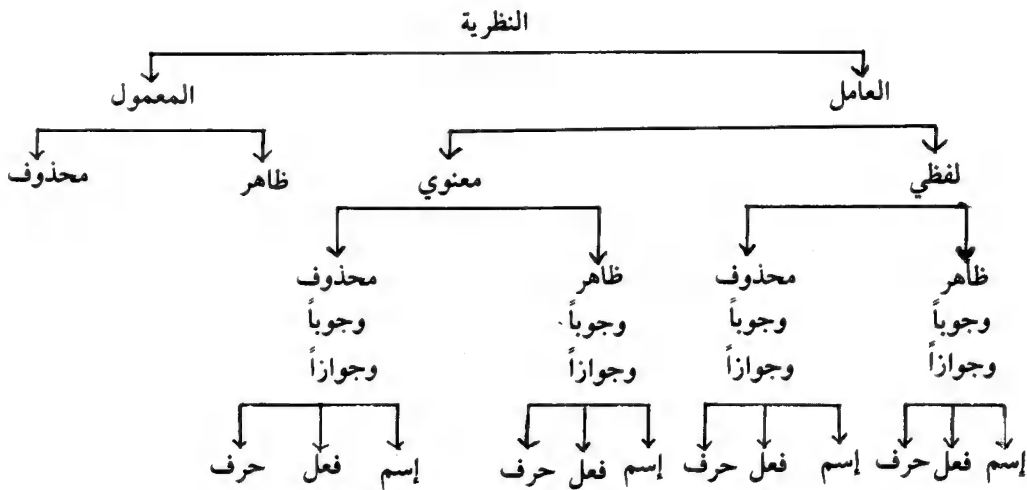 النظرية
العامل المعمول
لفظي معنوي ظاهر محذوف
ظاهر محذوف ظاهر محذوف
وجوباً وجوباً وجوباً وجوباً
وجوازاً وجوازاً وجوازاً وجوازاً
إسم فعل حرف إسم فعل حرف إسم فعل حرف إسم فعل حرف